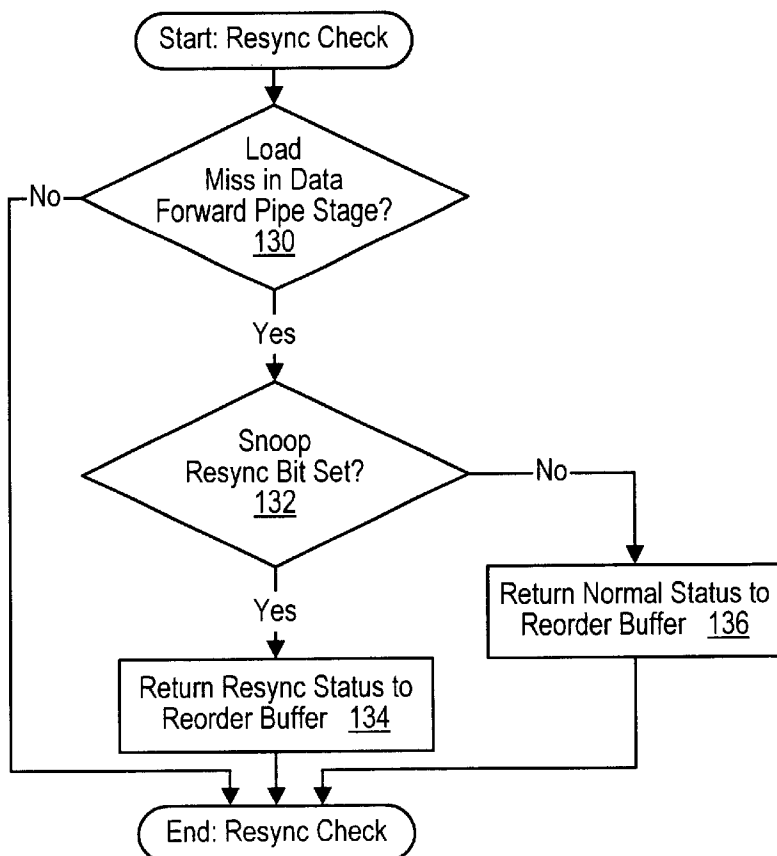 Start: Resync Check
Load
Miss in Data
Forward Pipe Stage?
130
No
Yes
Snoop
Resync Bit Set?
132
No
Yes
Return Normal Status to
Reorder Buffer 136
Return Resync Status to
Reorder Buffer 134
End: Resync Check